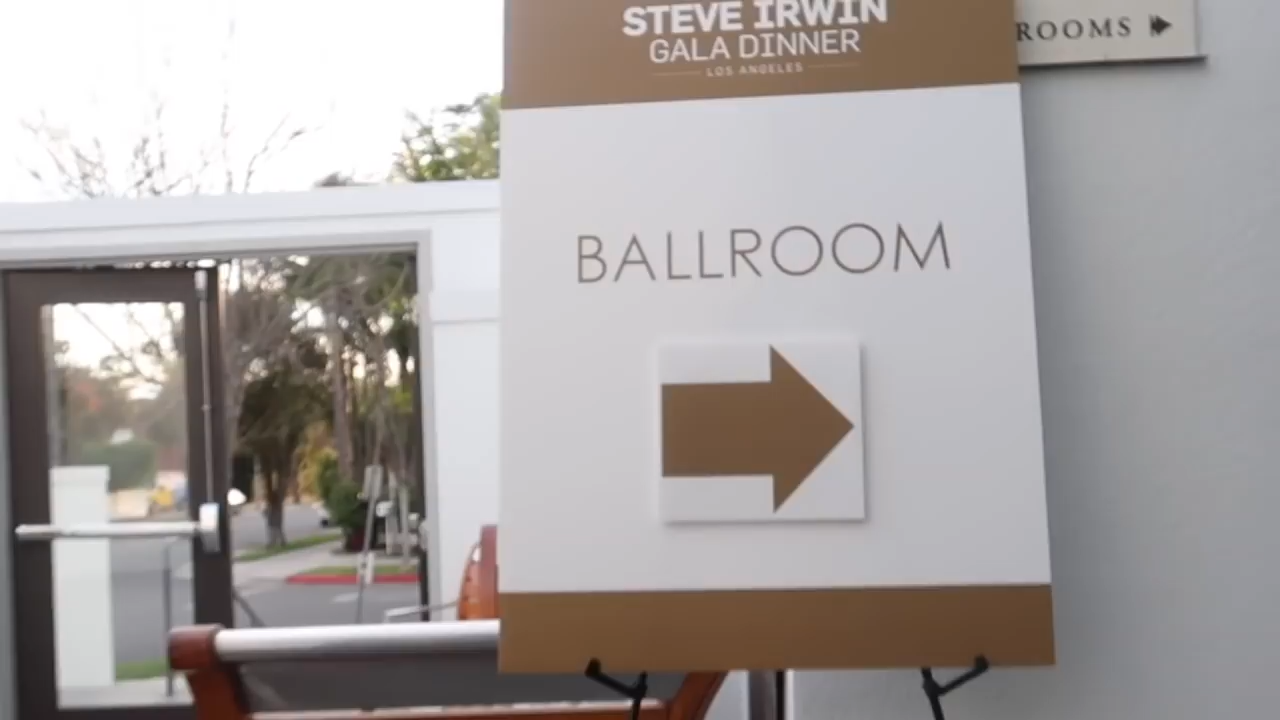 STEVE IRWIN
GALA DINNER
LOS ANGELES
ROOMS
BALLROOM